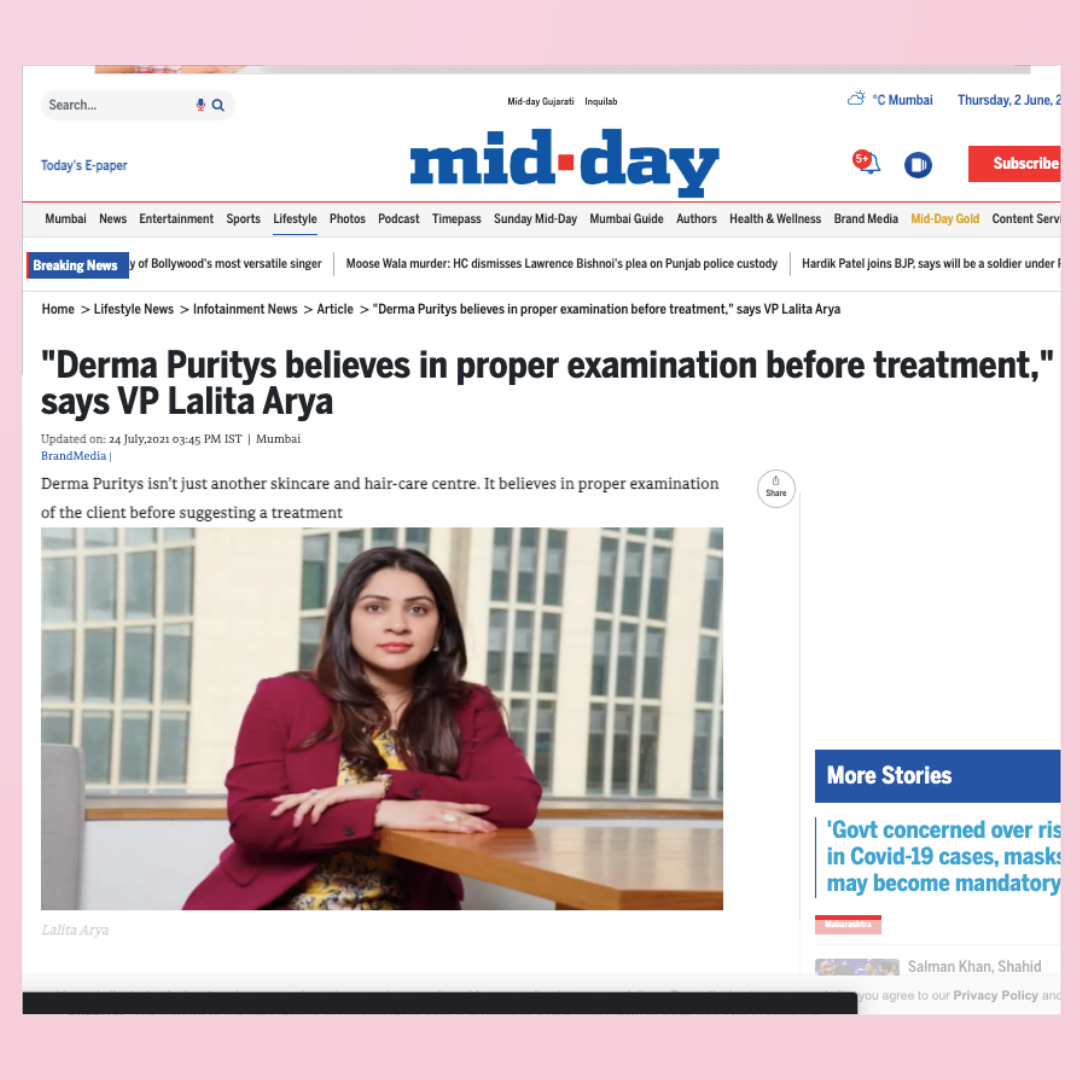 Search...
Mid-day Gujarati Inquilab
°C Mumbai Thursday, 2 June, 2
Today's E-paper
mid-day
5+
Subscribe
Mumbai News Entertainment Sports Lifestyle Photos Podcast Timepass Sunday Mid-Day Mumbai Guide Authors Health & Wellness Brand Media Mid-Day Gold Content Servi
Breaking News y of Bollywood's most versatile singer Moose Wala murder: HC dismisses Lawrence Bishnoi's plea on Punjab police custody Hardik Patel joins BJP, says will be a soldier under
Home > Lifestyle News > Infotainment News > Article > "Derma Puritys believes in proper examination before treatment," says VP Lalita Arya
"Derma Puritys believes in proper examination before treatment,"
says VP Lalita Arya
Updated on: 24 July,2021 03:45 PM IST | Mumbai
BrandMedia |
Derma Puritys isn't just another skincare and hair-care centre. It believes in proper examination
of the client before suggesting a treatment
Share
Lalita Arya
More Stories
'Govt concerned over ris
in Covid-19 cases, masks
may become mandatory
Maharashtra
Salman Khan, Shahid
you agree to our Privacy Policy and